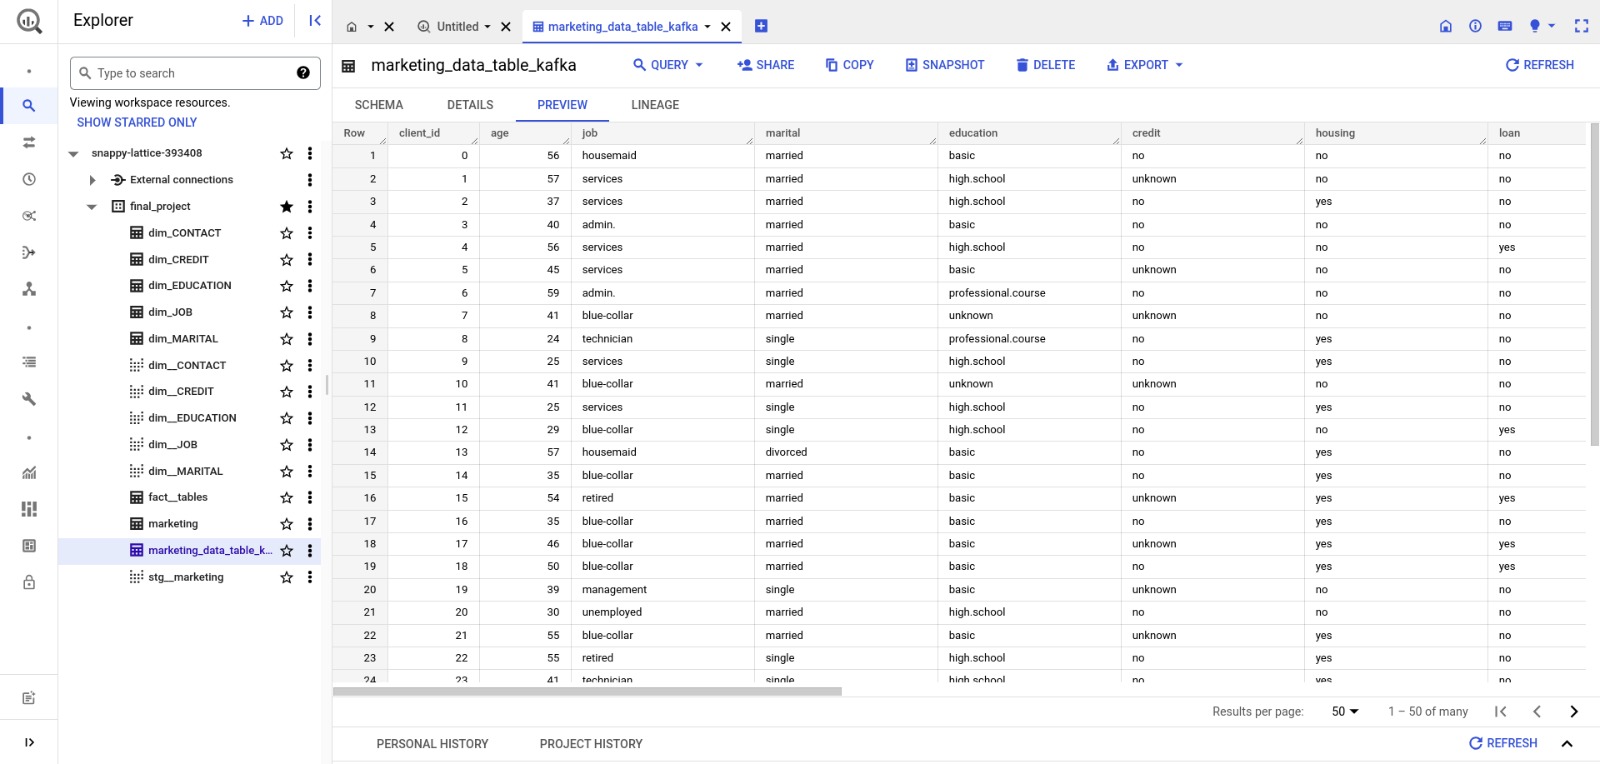 Explorer
+ ADD
Untitled
marketing_data_table_kafka
Type to search
Viewing workspace resources.
SHOW STARRED ONLY
snappy-lattice-393408
External connections
final_project
dim_CONTACT
dim_CREDIT
dim_EDUCATION
dim_JOB
dim_MARITAL
dim__CONTACT
dim__CREDIT
dim__EDUCATION
dim__JOB
dim__MARITAL
fact__tables
marketing
marketing_data_table_k...
stg__marketing
marketing_data_table_kafka
QUERY SHARE COPY SNAPSHOT DELETE EXPORT REFRESH
SCHEMA DETAILS PREVIEW LINEAGE
Row client_id age job marital education credit housing loan
1 0 56 housemaid married basic no no no
2 1 57 services married high.school unknown no no
3 2 37 services married high.school no yes no
4 3 40 admin. married basic no no no
5 4 56 services married high.school no no yes
6 5 45 services married basic unknown no no
7 6 59 admin. married professional.course no no no
8 7 41 blue-collar married unknown unknown no no
9 8 24 technician single professional.course no yes no
10 9 25 services single high.school no yes no
11 10 41 blue-collar married unknown unknown no no
12 11 25 services single high.school no yes no
13 12 29 blue-collar single high.school no no yes
14 13 57 housemaid divorced basic no yes no
15 14 35 blue-collar married basic no yes no
16 15 54 retired married basic unknown yes yes
17 16 35 blue-collar married basic no yes no
18 17 46 blue-collar married basic unknown yes yes
19 18 50 blue-collar married basic no yes yes
20 19 39 management single basic unknown no no
21 20 30 unemployed married high.school no no no
22 21 55 blue-collar married basic unknown yes no
23 22 55 retired single high.school no yes no
24 23 41 technician single high.school no yes no
Results per page: 50 1 – 50 of many
PERSONAL HISTORY PROJECT HISTORY REFRESH